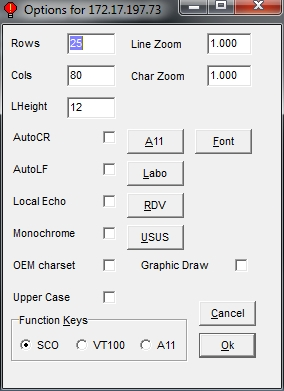 Options for 172.17.197.73
Rows 25 Line Zoom 1.000
Cols 80 Char Zoom 1.000
LHeight 12
AutoCR A11 Font
AutoLF Labo
Local Echo RDV
Monochrome USUS
OEM charset Graphic Draw
Upper Case
Cancel
Function Keys
SCO VT100 A11 Ok